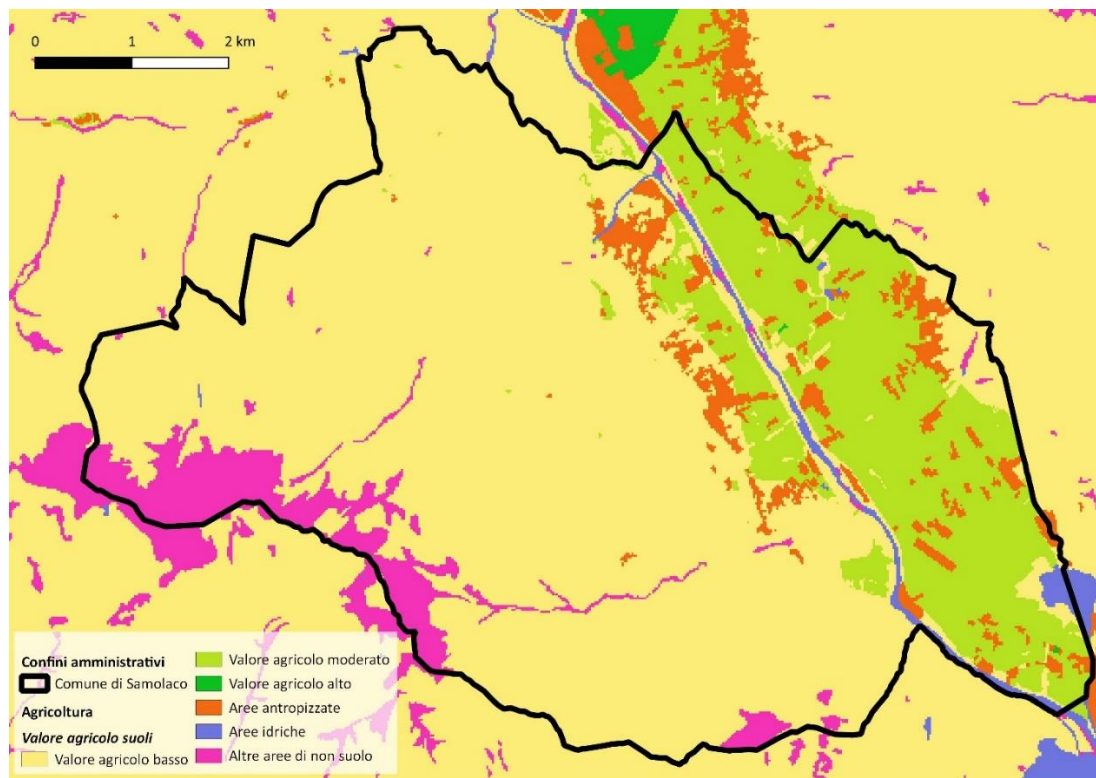 0 1 2 km
Confini amministrativi
Comune di Samolaco
Agricoltura
Valore agricolo suoli
Valore agricolo basso
Valore agricolo moderato
Valore agricolo alto
Aree antropizzate
Aree idriche
Altre aree di non suolo